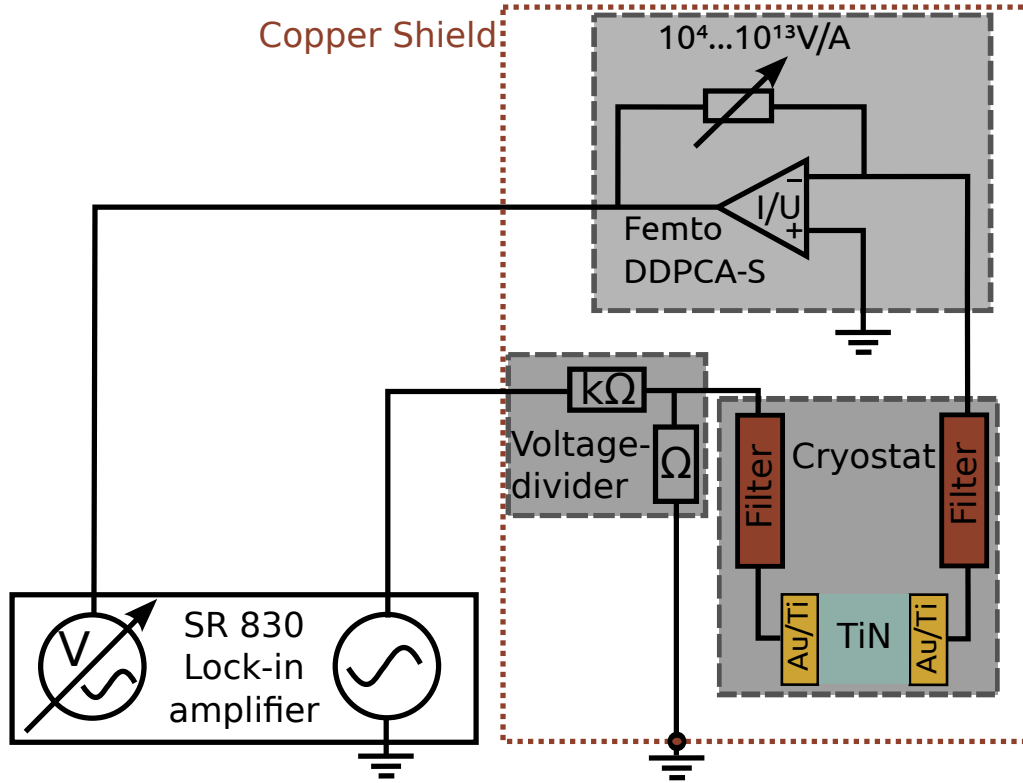 Copper Shield
10⁴...10¹³V/A
I/U
−
+
Femto
DDPCA-S
kΩ
Voltage-
divider
Ω
Filter
Cryostat
Filter
Au/Ti
TiN
Au/Ti
V
SR 830
Lock-in
amplifier